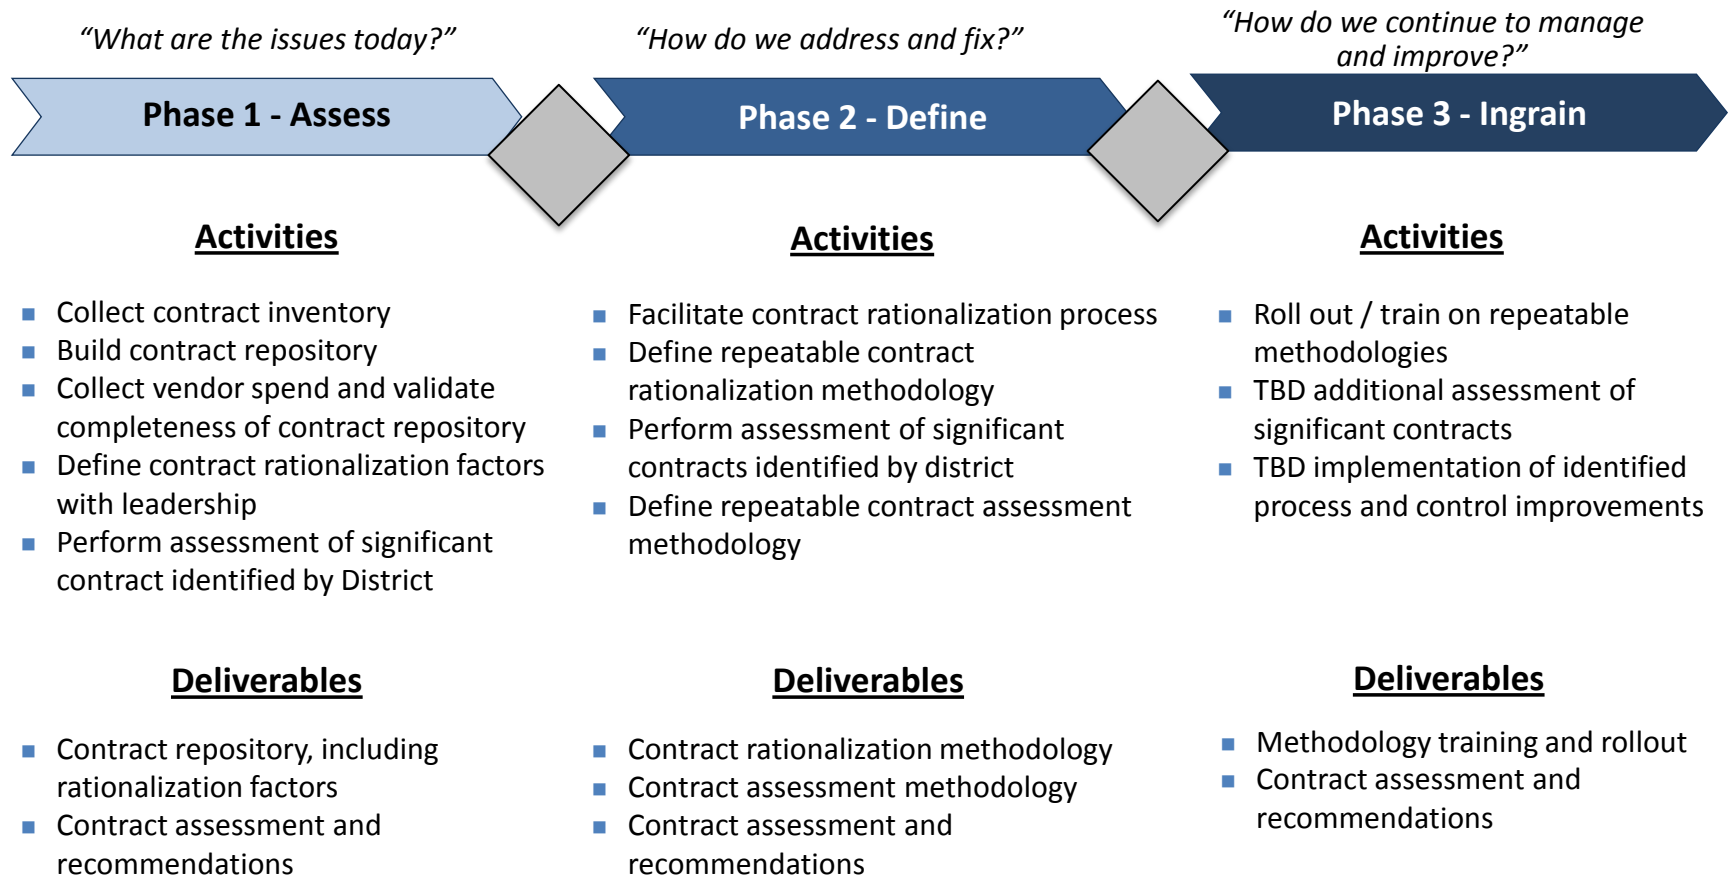 “What are the issues today?”
“How do we address and fix?”
“How do we continue to manage
and improve?”
Phase 1 - Assess
Phase 2 - Define
Phase 3 - Ingrain
Activities
Collect contract inventory
Build contract repository
Collect vendor spend and validate
completeness of contract repository
Define contract rationalization factors
with leadership
Perform assessment of significant
contract identified by District
Deliverables
Contract repository, including
rationalization factors
Contract assessment and
recommendations
Activities
Facilitate contract rationalization process
Define repeatable contract
rationalization methodology
Perform assessment of significant
contracts identified by district
Define repeatable contract assessment
methodology
Deliverables
Contract rationalization methodology
Contract assessment methodology
Contract assessment and
recommendations
Activities
Roll out / train on repeatable
methodologies
TBD additional assessment of
significant contracts
TBD implementation of identified
process and control improvements
Deliverables
Methodology training and rollout
Contract assessment and
recommendations